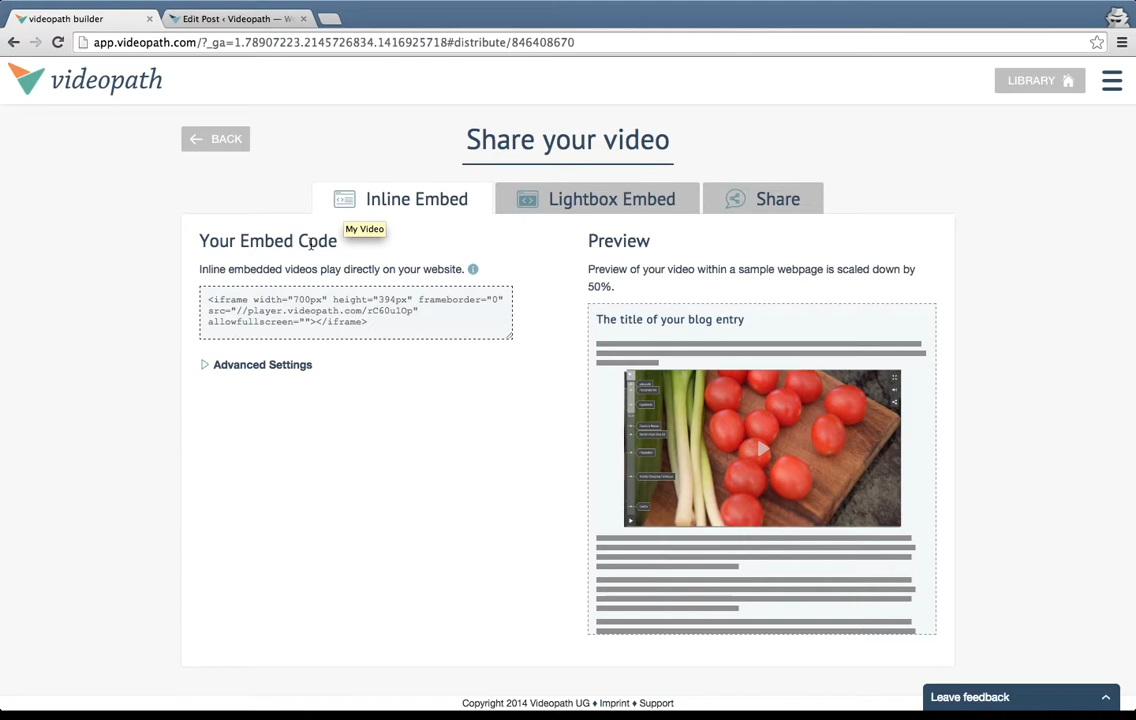 videopath builder
Edit Post ‹ Videopath — W
app.videopath.com/?_ga=1.78907223.2145726834.1416925718#distribute/846408670
videopath
LIBRARY
BACK
Share your video
Inline Embed
Lightbox Embed
Share
My Video
Your Embed Code
Inline embedded videos play directly on your website.
<iframe width="700px" height="394px" frameborder="0"
src="//player.videopath.com/rC60u1Op"
allowfullscreen=""></iframe>
Advanced Settings
Preview
Preview of your video within a sample webpage is scaled down by
50%.
The title of your blog entry
Copyright 2014 Videopath UG ♦ Imprint ♦ Support
Leave feedback